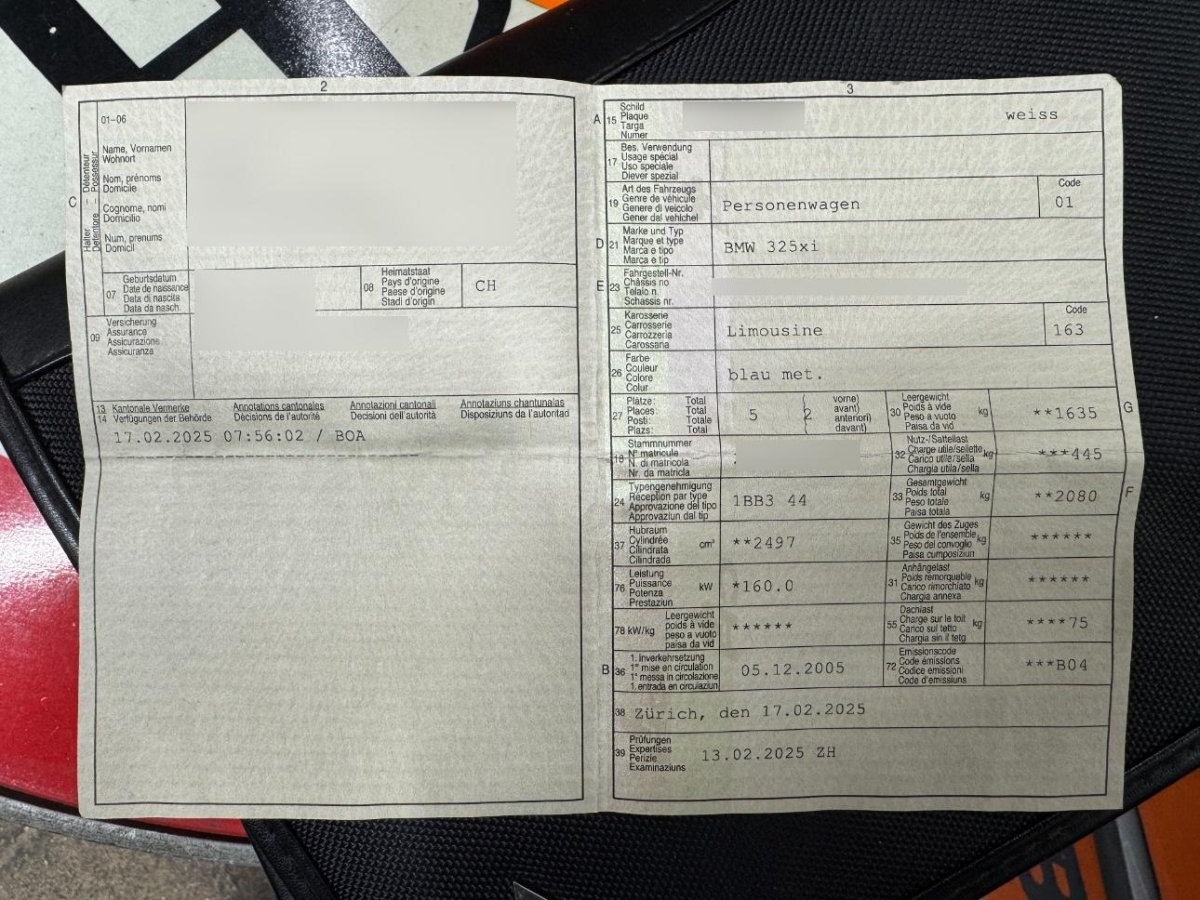 2
01-06
Name, Vornamen
Wohnort
Nom, prénoms
Domicile
Cognome, nomi
Domicilio
Num, prenums
Domicil
C
Halter – Détenteur
Detentore – Possessur
07
Geburtsdatum
Date de naissance
Data di nascita
Data da nasch.
08
Heimatstaat
Pays d'origine
Paese d'origine
Stadi d'origin
CH
09
Versicherung
Assurance
Assicurazione
Assicuranza
13 Kantonale Vermerke Annotations cantonales Annotazioni cantonali Annotaziuns chantunalas
14 Verfügungen der Behörde Décisions de l'autorité Decisioni dell'autorità Disposiziuns da l'autoritad
17.02.2025 07:56:02 / BOA
3
A 15
Schild
Plaque
Targa
Numer
weiss
17
Bes. Verwendung
Usage spécial
Uso speciale
Diever spezial
19
Art des Fahrzeugs
Genre de véhicule
Genere di veicolo
Gener dal vehichel
Personenwagen
Code
01
D 21
Marke und Typ
Marque et type
Marca e tipo
Marca e tip
BMW 325xi
E 23
Fahrgestell-Nr.
Châssis no
Telaio n.
Schassis nr.
25
Karosserie
Carrosserie
Carrozzeria
Carossaria
Limousine
Code
163
26
Farbe
Couleur
Colore
Colur
blau met.
27
Plätze: Total
Places: Total
Posti: Totale
Plazs: Total
5 (2
vorne)
avant)
anteriori)
davant)
30
Leergewicht
Poids à vide
Peso a vuoto
Paisa da vid
kg
**1635
G
18
Stammnummer
N° matricule
N. di matricola
Nr. da matricla
32
Nutz-/Sattellast
Charge utile/sellette
Carico utile/sella
Chargia utila/sella
kg
***445
24
Typengenehmigung
Réception par type
Approvazione del tipo
Approvaziun dal tip
1BB3 44
33
Gesamtgewicht
Poids total
Peso totale
Paisa totala
kg
**2080
F
37
Hubraum
Cylindrée
Cilindrata
Cilindrada
cm³
**2497
35
Gewicht des Zuges
Poids de l'ensemble
Peso del convoglio
Paisa cumposiziun
kg
******
76
Leistung
Puissance
Potenza
Prestaziun
kW
*160.0
31
Anhängelast
Poids remorquable
Carico rimorchiato
Chargia annexa
kg
******
78 kW/kg
Leergewicht
poids à vide
peso a vuoto
paisa da vid
******
55
Dachlast
Charge sur le toit
Carico sul tetto
Chargia sin il tetg
kg
****75
B 36
1. Inverkehrsetzung
1re mise en circulation
1a messa in circolazione
1. entrada en circulaziun
05.12.2005
72
Emissionscode
Code émissions
Codice emissioni
Code d'emissiuns
***B04
38
Zürich, den 17.02.2025
39
Prüfungen
Expertises
Perizie
Examinaziuns
13.02.2025 ZH